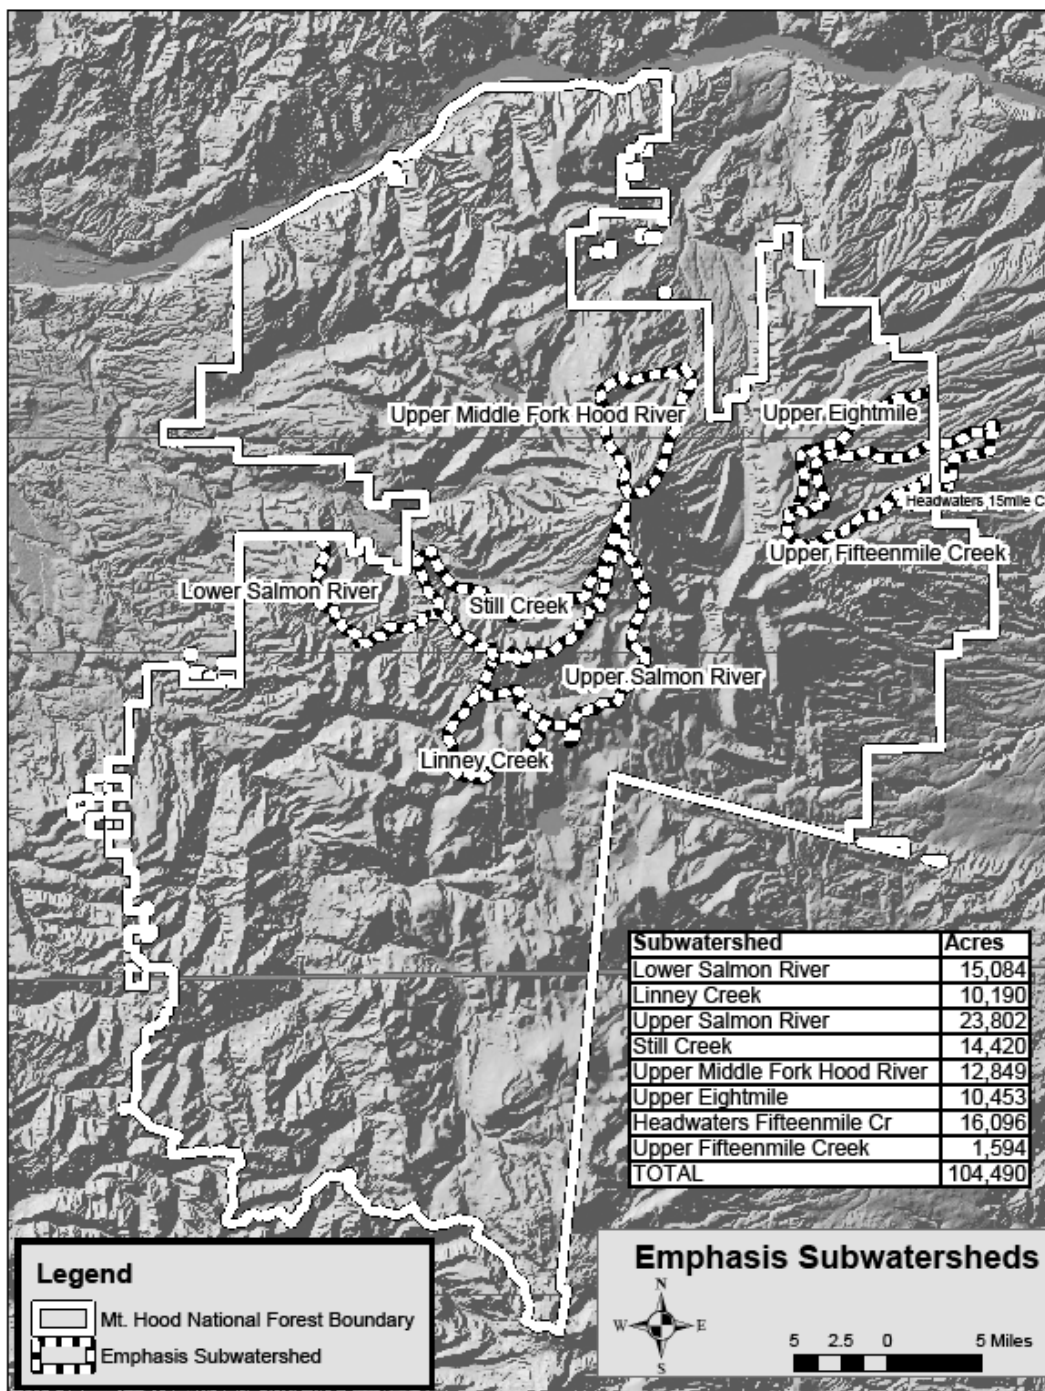 Upper Middle Fork Hood River
Upper Eightmile
Headwaters 15mile C
Upper Fifteenmile Creek
Lower Salmon River
Still Creek
Upper Salmon River
Linney Creek
Subwatershed Acres
Lower Salmon River 15,084
Linney Creek 10,190
Upper Salmon River 23,802
Still Creek 14,420
Upper Middle Fork Hood River 12,849
Upper Eightmile 10,453
Headwaters Fifteenmile Cr 16,096
Upper Fifteenmile Creek 1,594
TOTAL 104,490
Legend
Mt. Hood National Forest Boundary
Emphasis Subwatershed
Emphasis Subwatersheds
N
W E
S
5 2.5 0 5 Miles